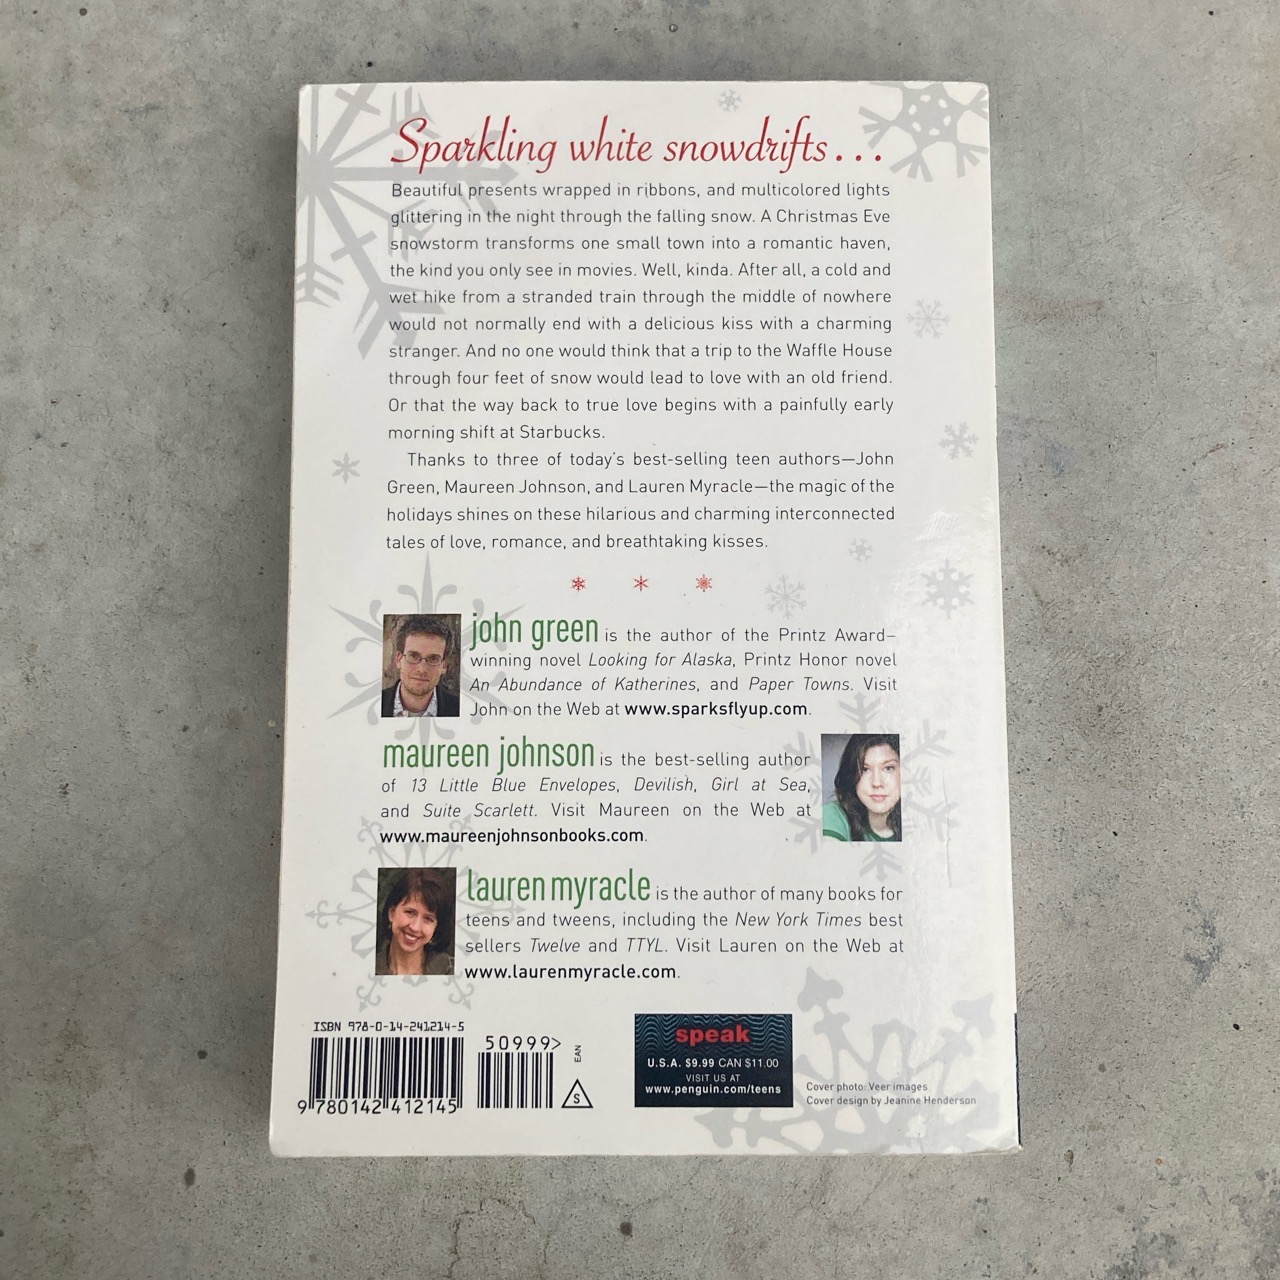 Sparkling white snowdrifts . . .
Beautiful presents wrapped in ribbons, and multicolored lights
glittering in the night through the falling snow. A Christmas Eve
snowstorm transforms one small town into a romantic haven,
the kind you only see in movies. Well, kinda. After all, a cold and
wet hike from a stranded train through the middle of nowhere
would not normally end with a delicious kiss with a charming
stranger. And no one would think that a trip to the Waffle House
through four feet of snow would lead to love with an old friend.
Or that the way back to true love begins with a painfully early
morning shift at Starbucks.
Thanks to three of today's best-selling teen authors—John
Green, Maureen Johnson, and Lauren Myracle—the magic of the
holidays shines on these hilarious and charming interconnected
tales of love, romance, and breathtaking kisses.
john green is the author of the Printz Award–
winning novel Looking for Alaska, Printz Honor novel
An Abundance of Katherines, and Paper Towns. Visit
John on the Web at www.sparksflyup.com.
maureen johnson is the best-selling author
of 13 Little Blue Envelopes, Devilish, Girl at Sea,
and Suite Scarlett. Visit Maureen on the Web at
www.maureenjohnsonbooks.com.
lauren myracle is the author of many books for
teens and tweens, including the New York Times best
sellers Twelve and TTYL. Visit Lauren on the Web at
www.laurenmyracle.com.
ISBN 978-0-14-241214-5
50999>
EAN
S
9 780142 412145
speak
U.S.A. $9.99 CAN $11.00
VISIT US AT
www.penguin.com/teens
Cover photo: Veer images
Cover design by Jeanine Henderson